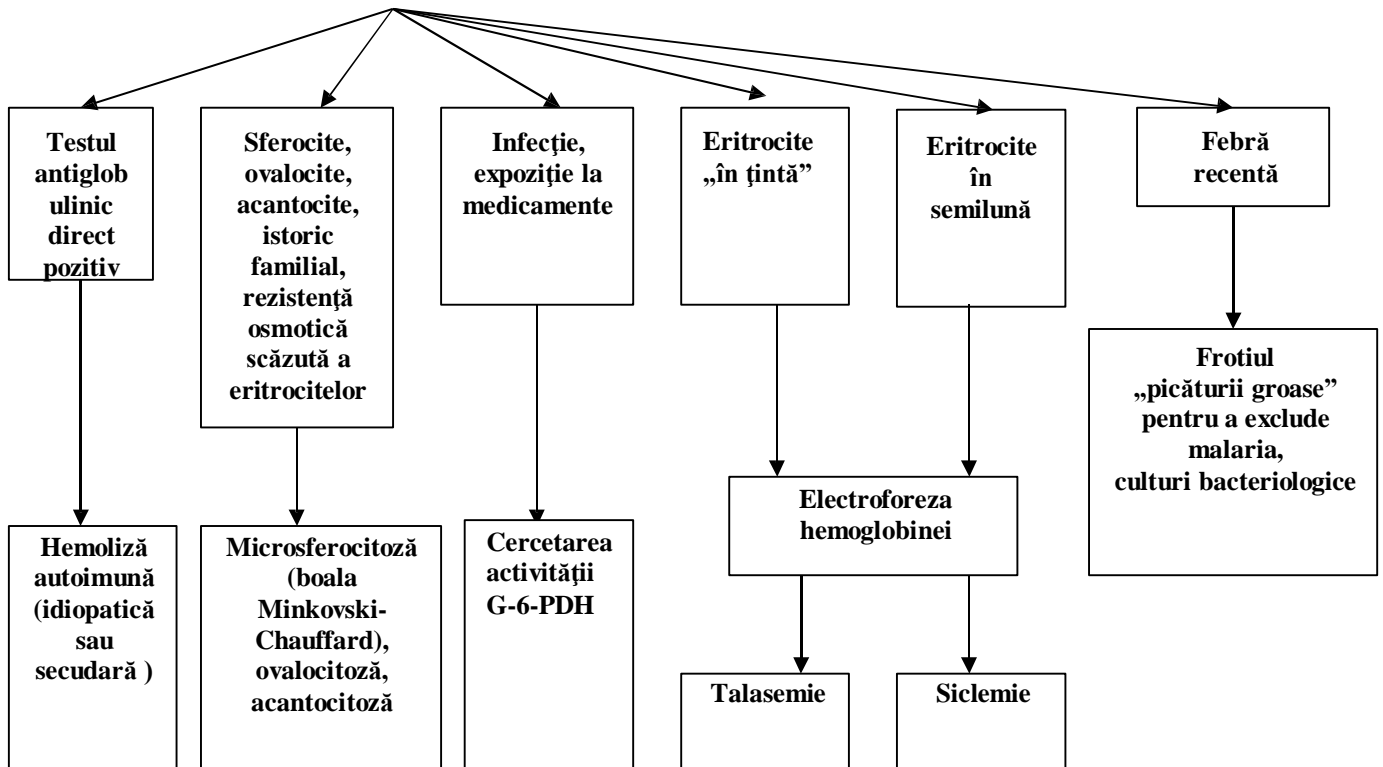 Testul
antiglob
ulinic
direct
pozitiv
Sferocite,
ovalocite,
acantocite,
istoric
familial,
rezistenţă
osmotică
scăzută a
eritrocitelor
Infecţie,
expoziţie la
medicamente
Eritrocite
„în ţintă”
Eritrocite
în
semilună
Febră
recentă
Frotiul
„picăturii groase”
pentru a exclude
malaria,
culturi bacteriologice
Electroforeza
hemoglobinei
Hemoliză
autoimună
(idiopatică
sau
secudară )
Microsferocitoză
(boala
Minkovski-
Chauffard),
ovalocitoză,
acantocitoză
Cercetarea
activităţii
G-6-PDH
Talasemie
Siclemie